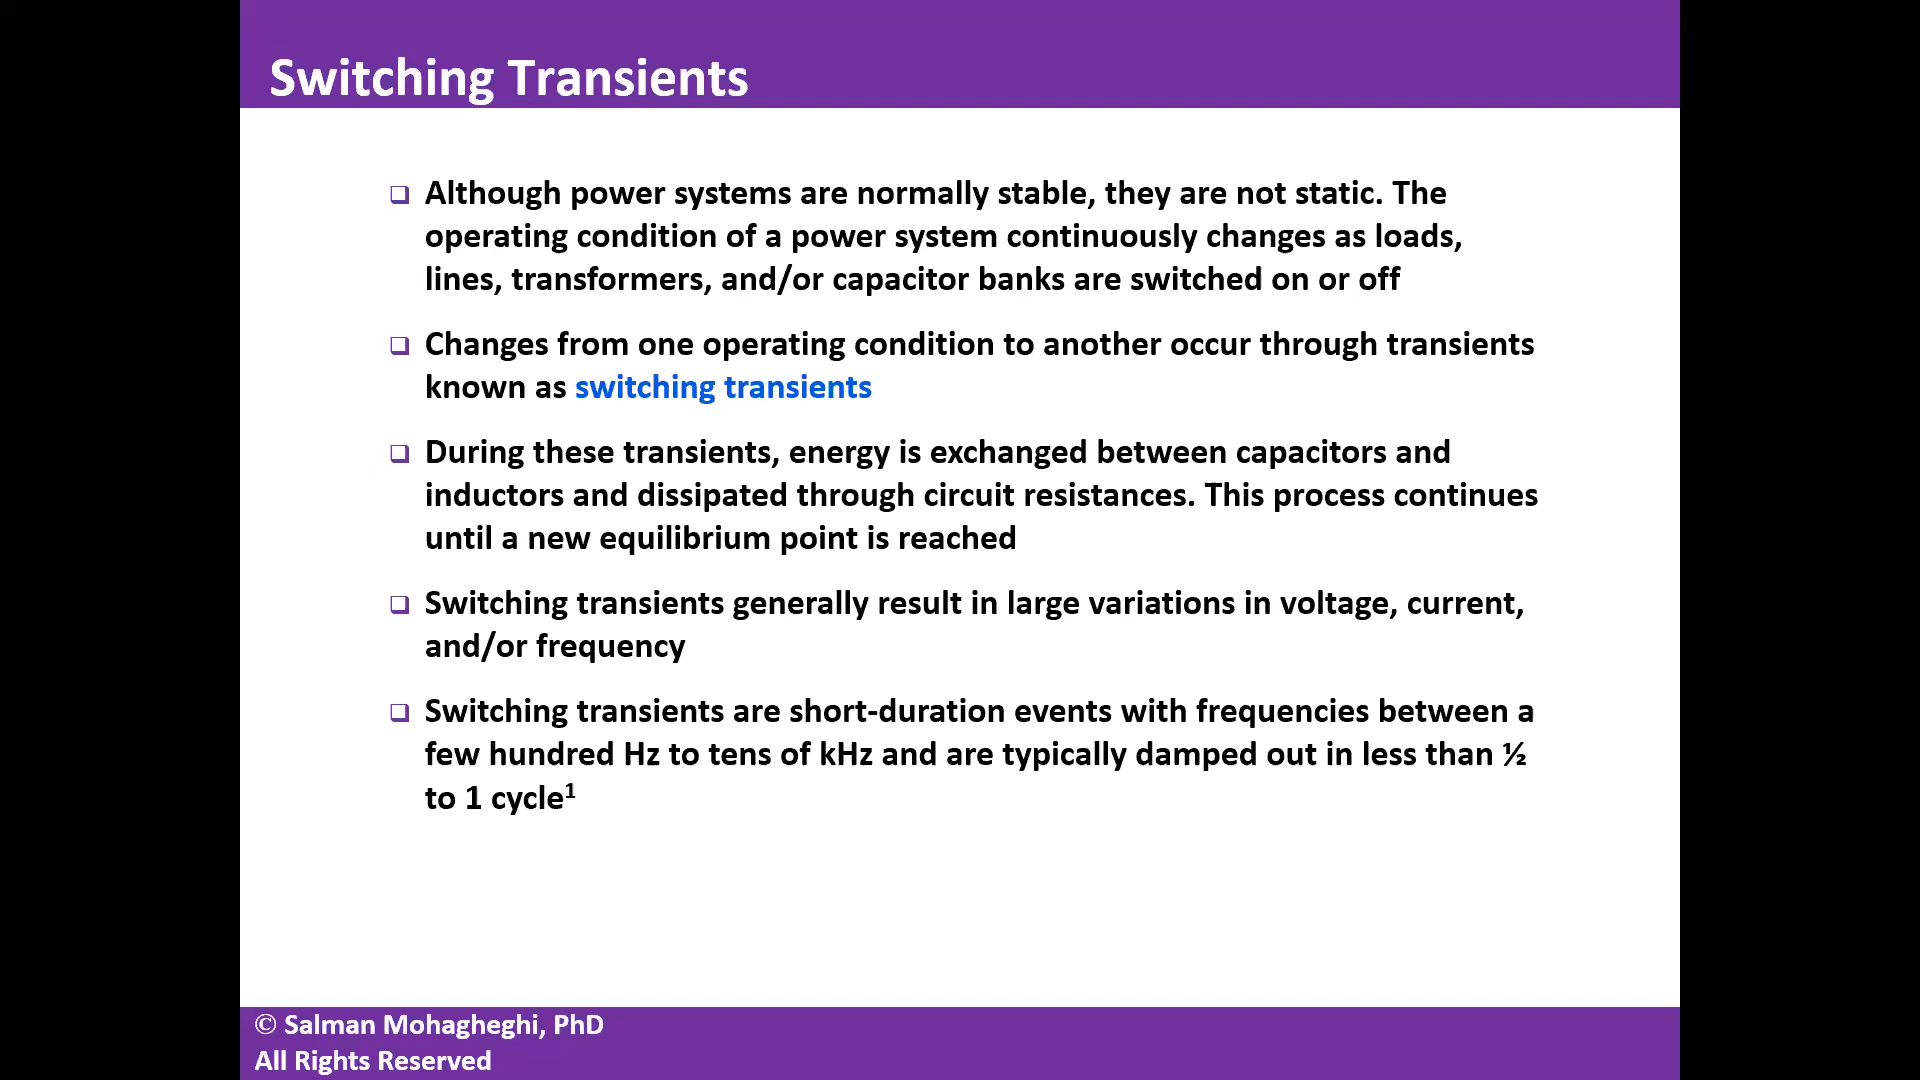 Switching Transients
❑ Although power systems are normally stable, they are not static. The
operating condition of a power system continuously changes as loads,
lines, transformers, and/or capacitor banks are switched on or off
❑ Changes from one operating condition to another occur through transients
known as switching transients
❑ During these transients, energy is exchanged between capacitors and
inductors and dissipated through circuit resistances. This process continues
until a new equilibrium point is reached
❑ Switching transients generally result in large variations in voltage, current,
and/or frequency
❑ Switching transients are short-duration events with frequencies between a
few hundred Hz to tens of kHz and are typically damped out in less than ½
to 1 cycle¹
© Salman Mohagheghi, PhD
All Rights Reserved